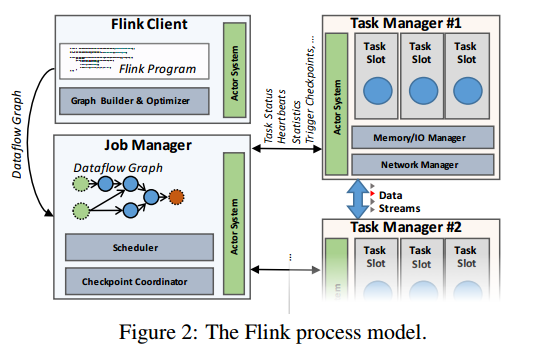 Flink Client
Flink Program
Graph Builder & Optimizer
Actor System
Dataflow Graph
Job Manager
Dataflow Graph
Scheduler
Checkpoint Coordinator
Actor System
Task Status
Heartbeats
Statistics
Trigger Checkpoints, ...
...
Task Manager #1
Actor System
Task
Slot
Task
Slot
Task
Slot
Memory/IO Manager
Network Manager
Data
Streams
Task Manager #2
Actor System
Task
Slot
Task
Slot
Task
Slot
Figure 2: The Flink process model.